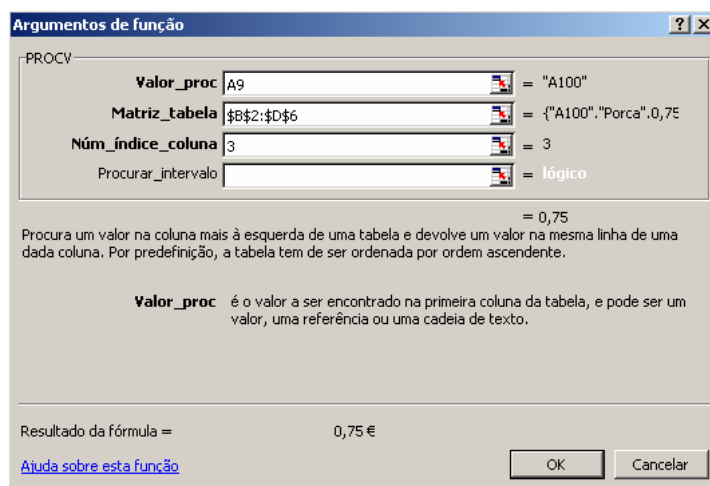 Argumentos de função
PROCV
Valor_proc A9 = "A100"
Matriz_tabela $B$2:$D$6 = {"A100"."Porca".0,75
Núm_índice_coluna 3 = 3
Procurar_intervalo = lógico
= 0,75
Procura um valor na coluna mais à esquerda de uma tabela e devolve um valor na mesma linha de uma
dada coluna. Por predefinição, a tabela tem de ser ordenada por ordem ascendente.
Valor_proc é o valor a ser encontrado na primeira coluna da tabela, e pode ser um
valor, uma referência ou uma cadeia de texto.
Resultado da fórmula = 0,75 €
Ajuda sobre esta função OK Cancelar